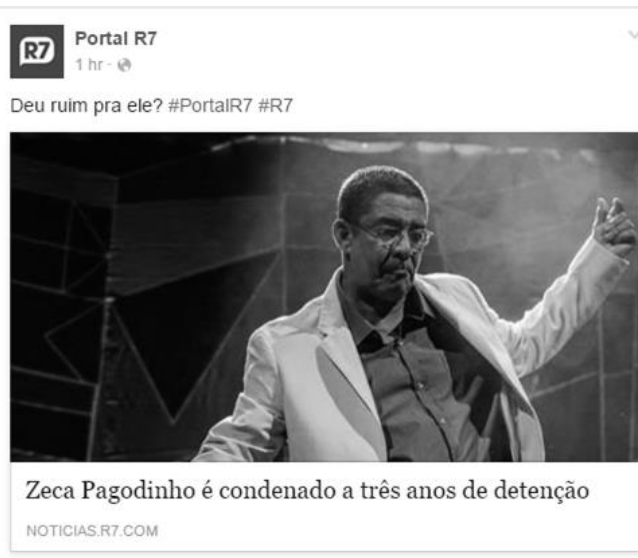 R7
Portal R7
1 hr ·
Deu ruim pra ele? #PortalR7 #R7
Zeca Pagodinho é condenado a três anos de detenção
NOTICIAS.R7.COM